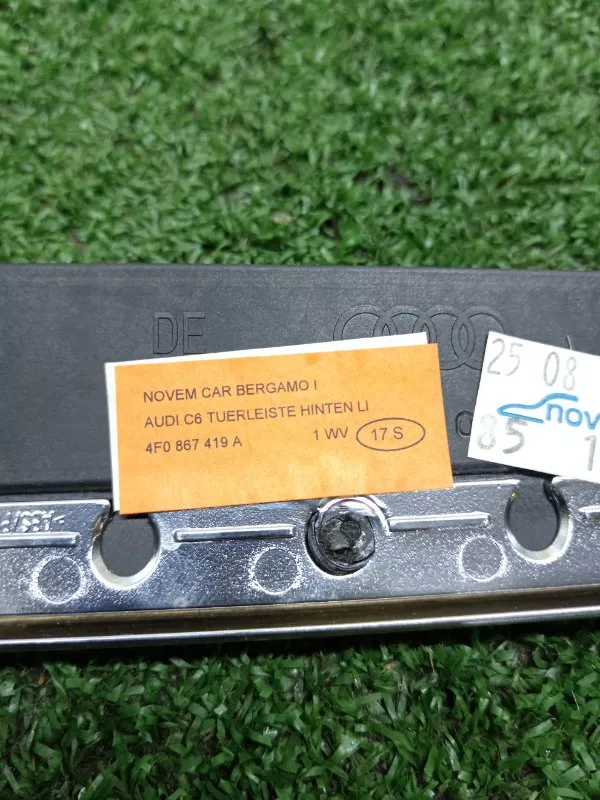 DE
NOVEM CAR BERGAMO I
AUDI C6 TUERLEISTE HINTEN LI
4F0 867 419 A 1 WV 17 S
25 08
nov
85 1